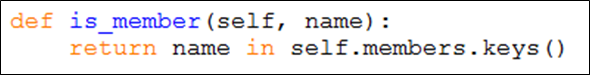 def is_member(self, name):
    return name in self.members.keys()